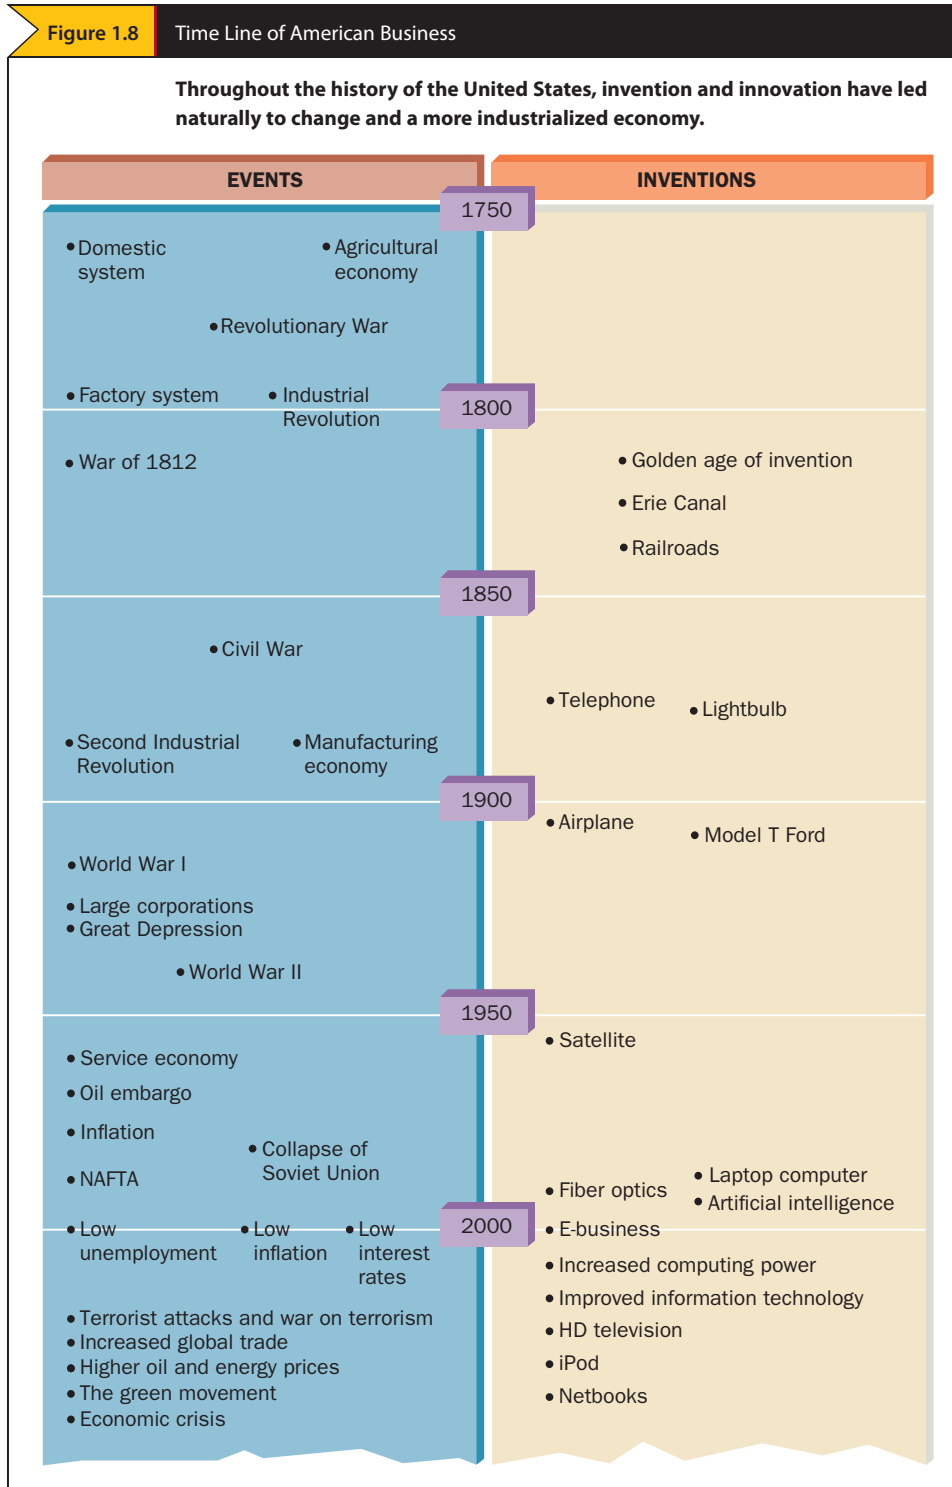 Figure 1.8 Time Line of American Business
Throughout the history of the United States, invention and innovation have led
naturally to change and a more industrialized economy.
EVENTS
INVENTIONS
1750
• Domestic
system
• Agricultural
economy
• Revolutionary War
• Factory system
• Industrial
Revolution
1800
• War of 1812
• Golden age of invention
• Erie Canal
• Railroads
1850
• Civil War
• Telephone
• Lightbulb
• Second Industrial
Revolution
• Manufacturing
economy
1900
• Airplane
• Model T Ford
• World War I
• Large corporations
• Great Depression
• World War II
1950
• Satellite
• Service economy
• Oil embargo
• Inflation
• Collapse of
Soviet Union
• NAFTA
• Fiber optics
• Laptop computer
• Artificial intelligence
2000
• Low
unemployment
• Low
inflation
• Low
interest
rates
• E-business
• Increased computing power
• Improved information technology
• HD television
• iPod
• Netbooks
• Terrorist attacks and war on terrorism
• Increased global trade
• Higher oil and energy prices
• The green movement
• Economic crisis